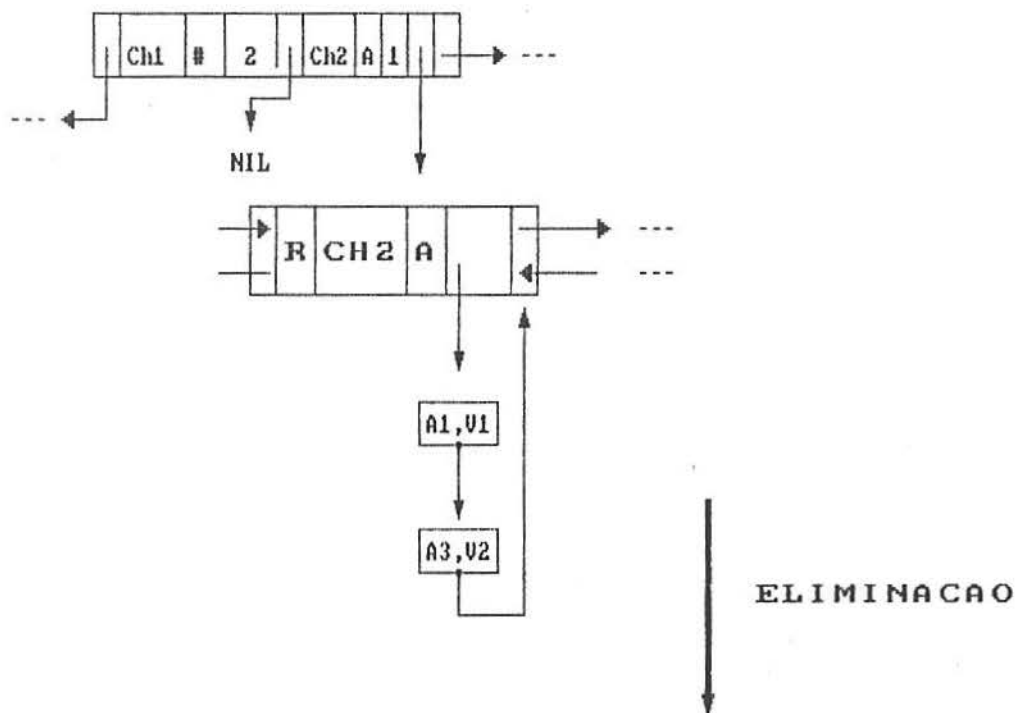 Ch1 # 2 Ch2 A 1 ---
---
NIL
R CH2 A ---
---
A1,V1
A3,V2
ELIMINACAO